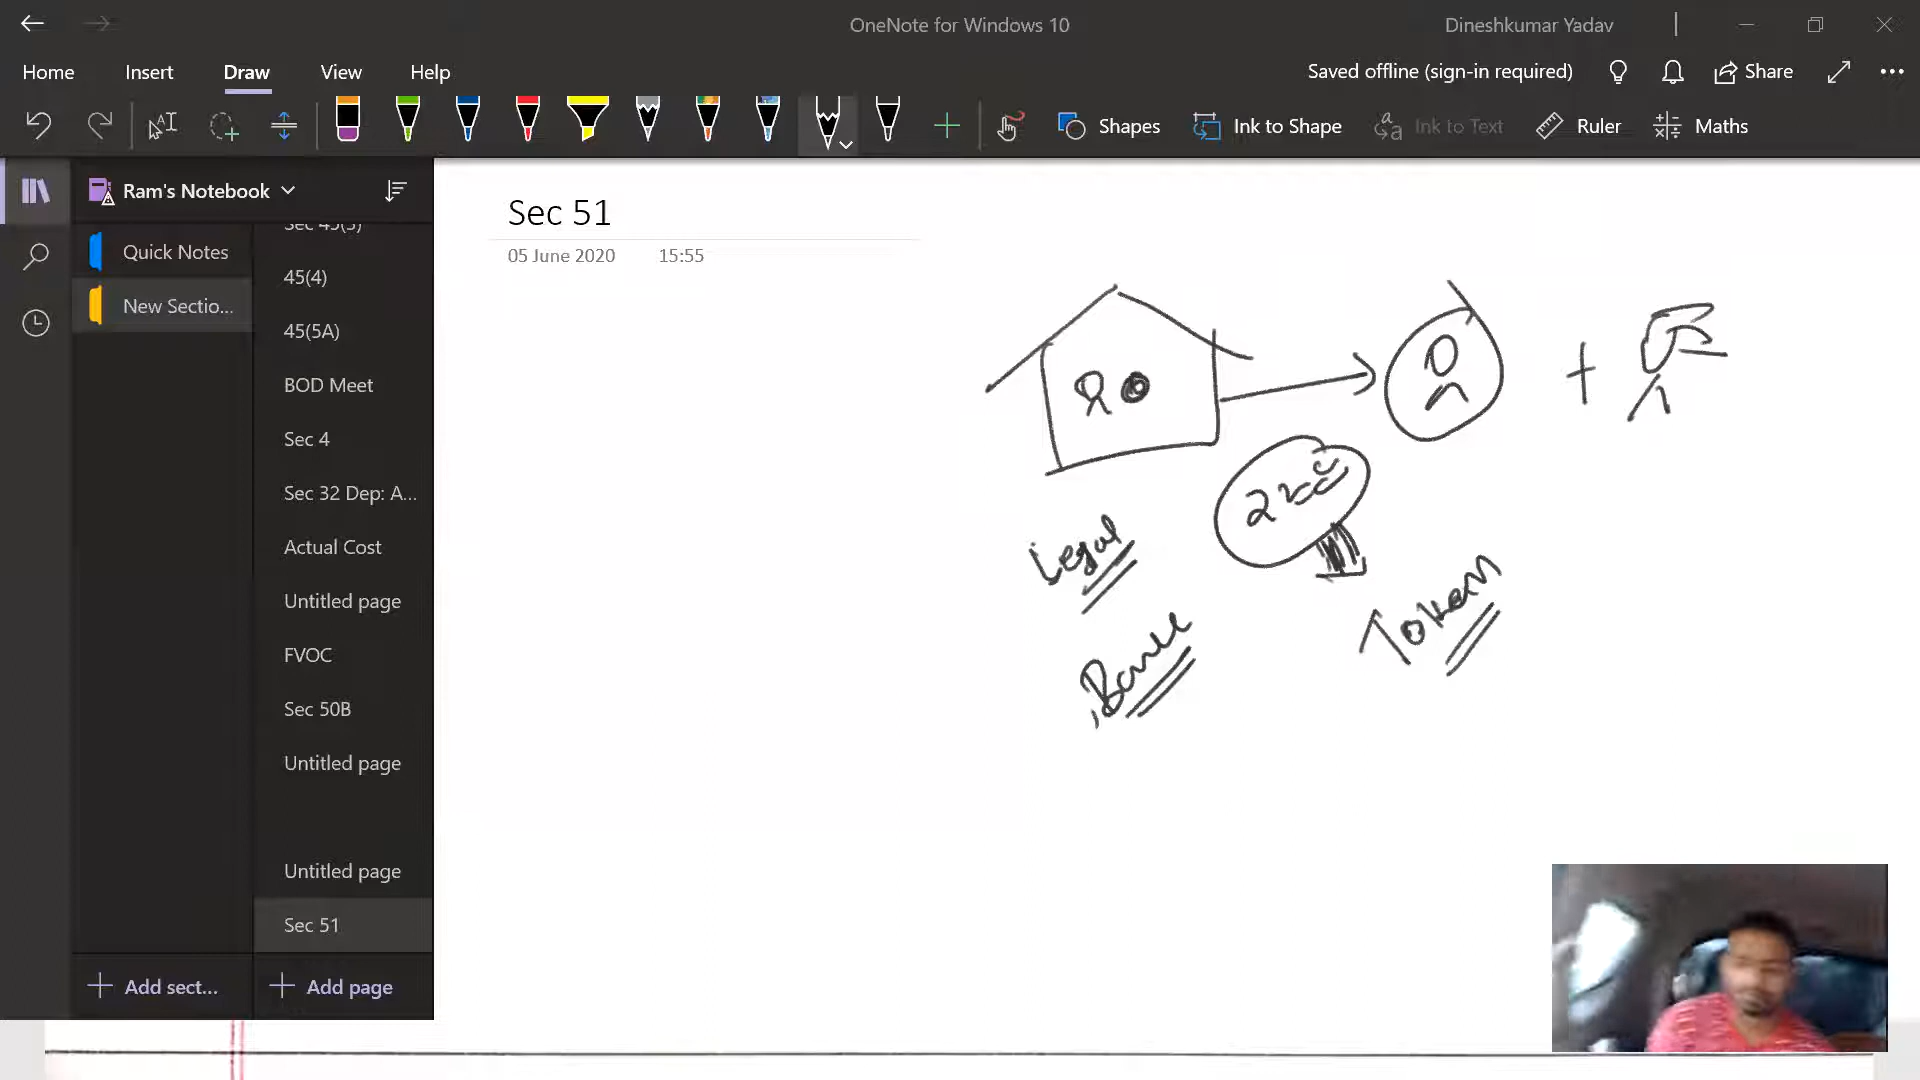 OneNote for Windows 10
Dineshkumar Yadav
Home Insert Draw View Help
Saved offline (sign-in required)
Share
Shapes
Ink to Shape
Ink to Text
Ruler
Maths
Ram's Notebook
Quick Notes
New Sectio...
Sec 45(3)
45(4)
45(5A)
BOD Meet
Sec 4
Sec 32 Dep: A...
Actual Cost
Untitled page
FVOC
Sec 50B
Untitled page
Untitled page
Sec 51
Add sect...
Add page
Sec 51
05 June 2020 15:55
Legal
Token